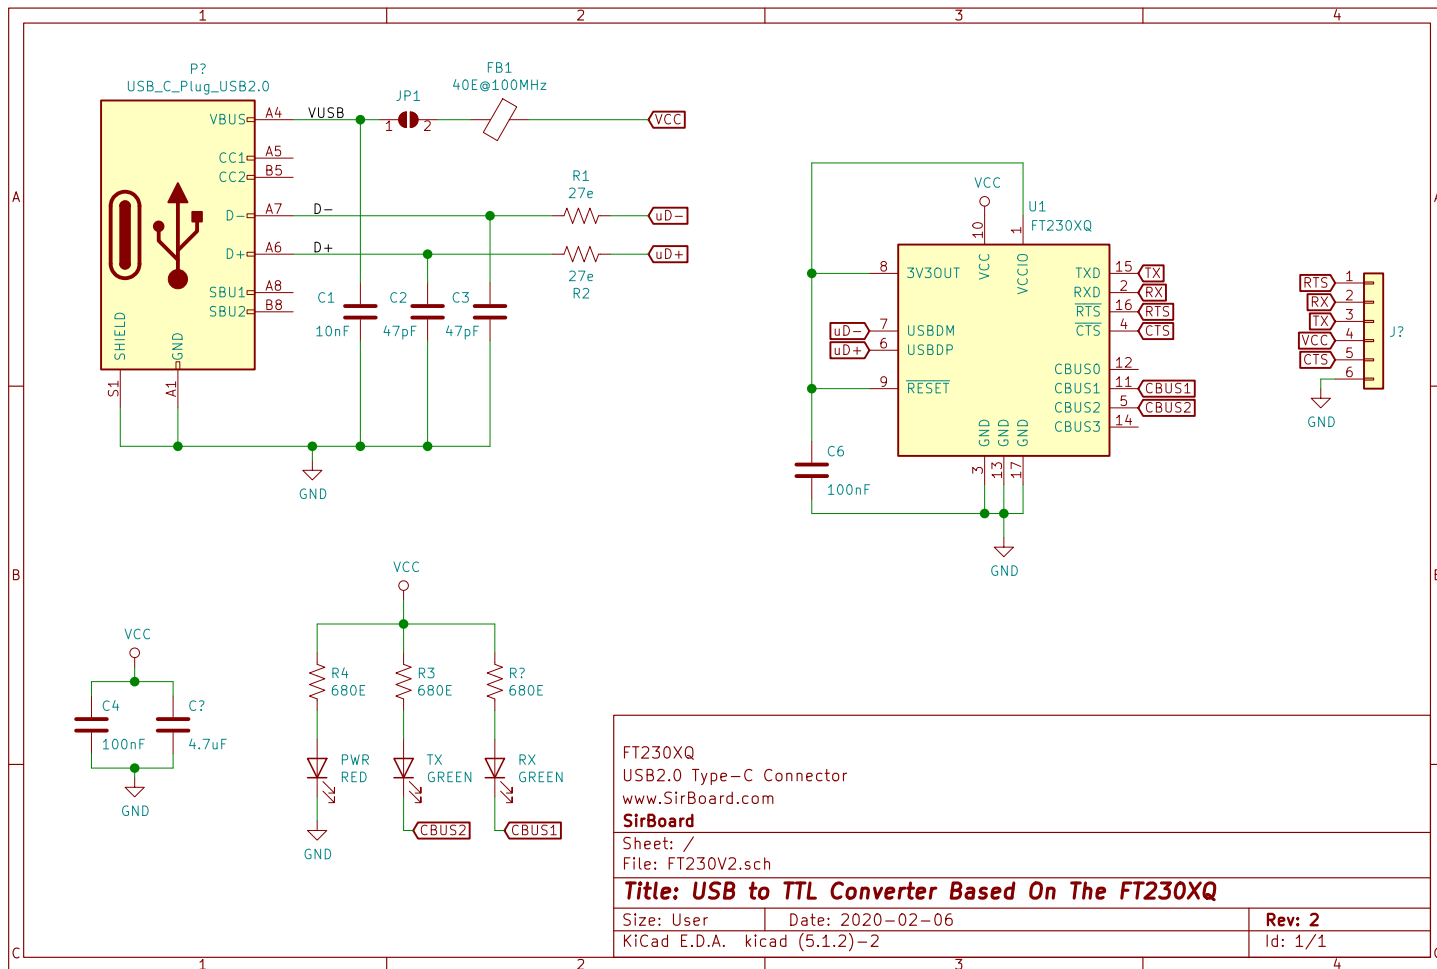 1 2 3 4
A
A
P?
USB_C_Plug_USB2.0
VBUS A4 VUSB
CC1 A5
CC2 B5
D- A7 D-
D+ A6 D+
SBU1 A8
SBU2 B8
SHIELD
GND
S1
A1
JP1
1 2
FB1
40E@100MHz
VCC
R1
27e
uD-
uD+
27e
R2
C1
10nF
C2
47pF
C3
47pF
GND
VCC
U1
FT230XQ
10
1
VCC
VCCIO
8 3V3OUT
uD- 7 USBDM
uD+ 6 USBDP
9 RESET
TXD 15 TX
RXD 2 RX
RTS 16 RTS
CTS 4 CTS
CBUS0 12
CBUS1 11 CBUS1
CBUS2 5 CBUS2
CBUS3 14
GND GND GND
3 13 17
C6
100nF
GND
RTS 1
RX 2
TX 3
VCC 4
CTS 5
6
J?
GND
B
B
VCC
C4
100nF
C?
4.7uF
GND
VCC
R4
680E
R3
680E
R?
680E
PWR
RED
TX
GREEN
RX
GREEN
GND
CBUS2
CBUS1
FT230XQ
USB2.0 Type-C Connector
www.SirBoard.com
SirBoard
Sheet: /
File: FT230V2.sch
Title: USB to TTL Converter Based On The FT230XQ
Size: User Date: 2020-02-06 Rev: 2
KiCad E.D.A. kicad (5.1.2)-2 Id: 1/1
C
C
1 2 3 4